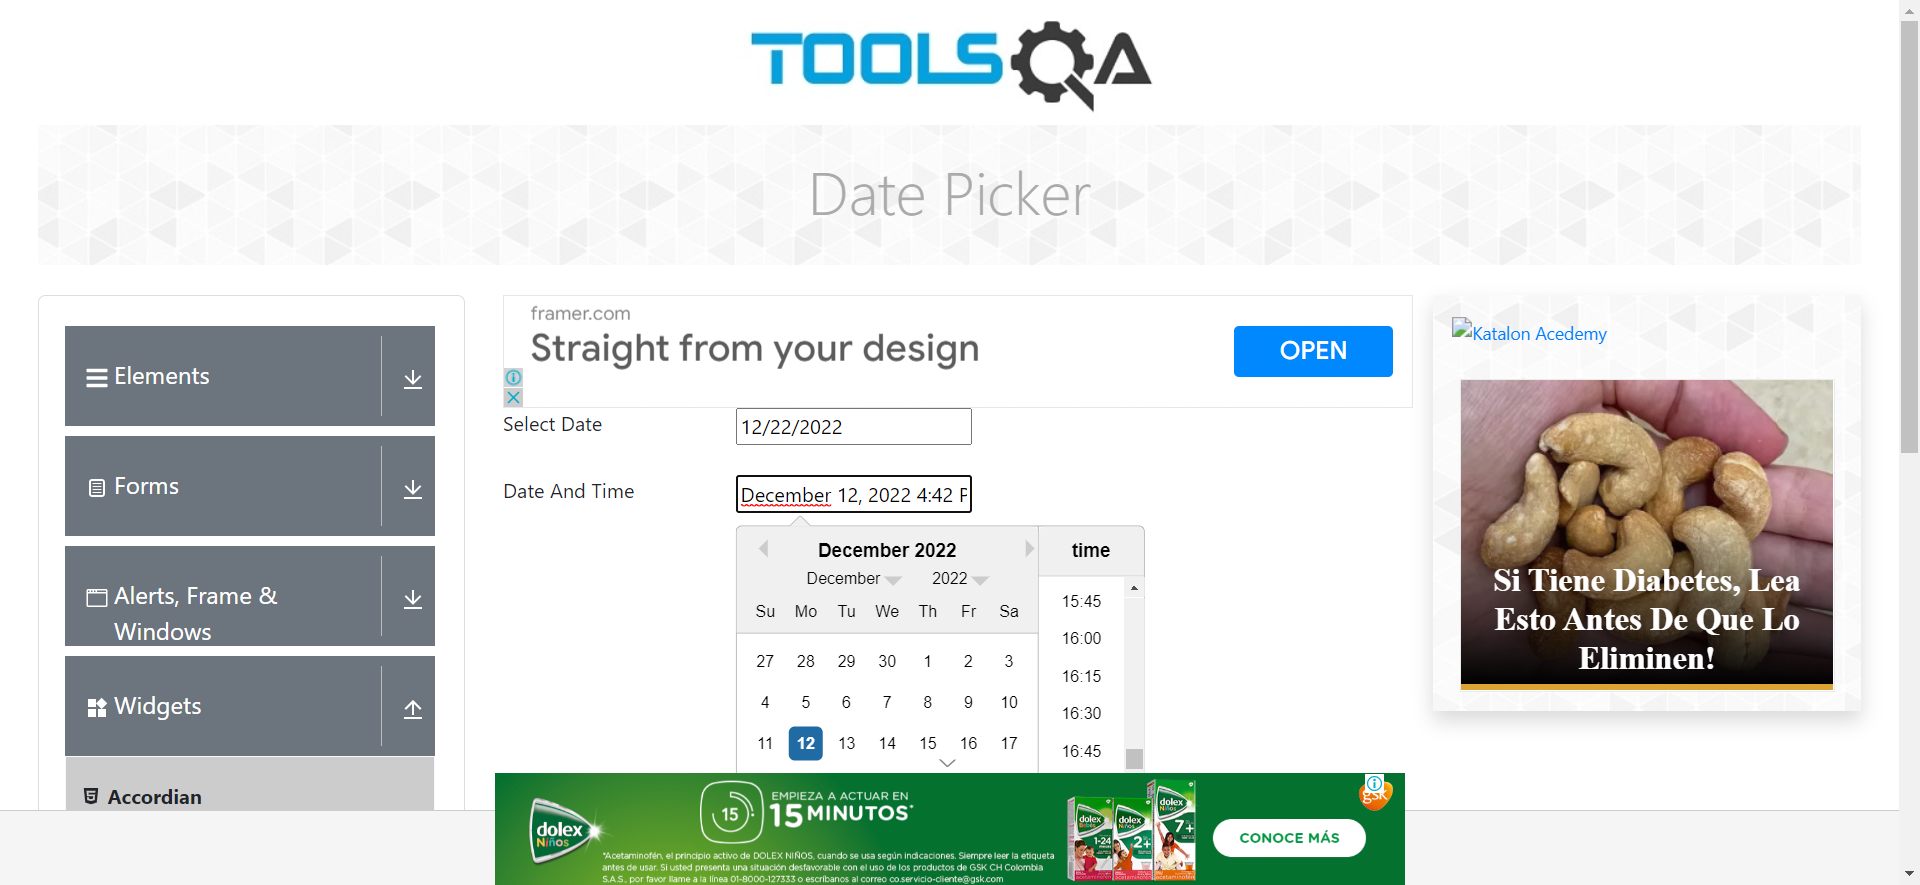 TOOLSQA
Date Picker
Elements
Forms
Alerts, Frame &
Windows
Widgets
Accordian
framer.com
Straight from your design
OPEN
Select Date
12/22/2022
Date And Time
December 12, 2022 4:42 P
December 2022
December 2022
Su Mo Tu We Th Fr Sa
27 28 29 30 1 2 3
4 5 6 7 8 9 10
11 12 13 14 15 16 17
time
15:45
16:00
16:15
16:30
16:45
Katalon Acedemy
Si Tiene Diabetes, Lea
Esto Antes De Que Lo
Eliminen!
dolex
Niños
15
EMPIEZA A ACTUAR EN
15 MINUTOS*
*Acetaminofén, el principio activo de DOLEX NIÑOS, cuando se usa según indicaciones. Siempre leer la etiqueta
antes de usar. Si usted presenta una situación desfavorable con el uso de los productos de GSK CH Colombia
S.A.S., por favor llame a la línea 01-8000-127333 o escríbanos al correo co.servicio-cliente@gsk.com
dolex
Bebés
1-24
dolex
Niños
2+
dolex
Niños
7+
CONOCE MÁS
gsk